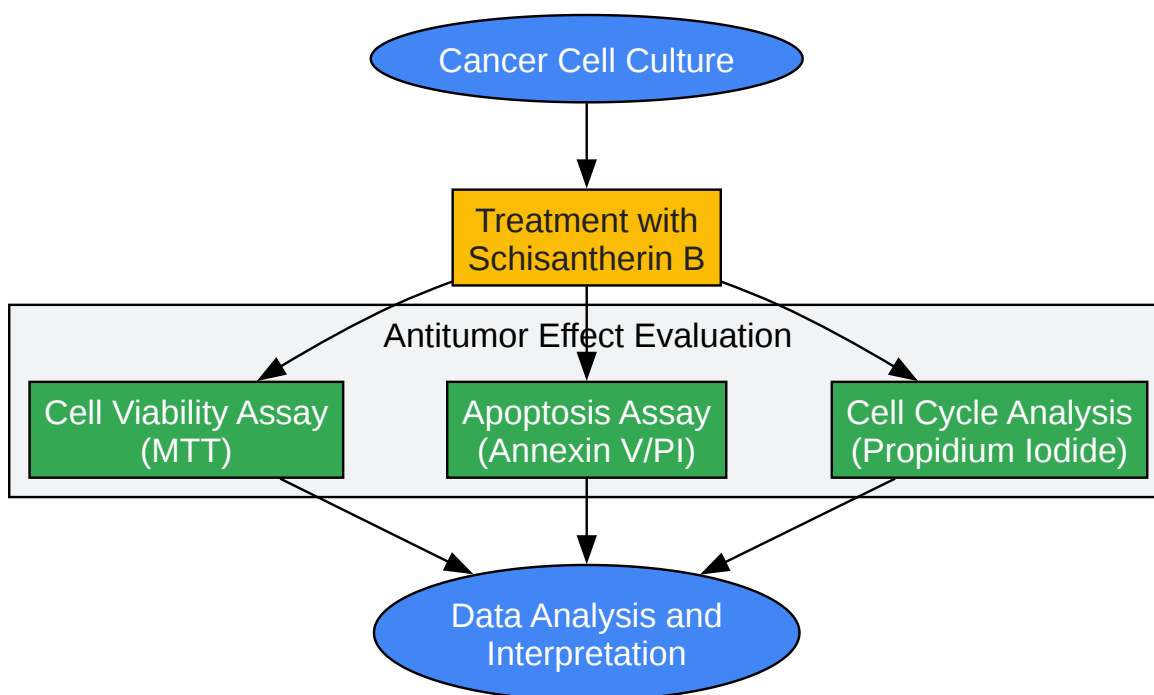 Cancer Cell Culture
Treatment with
Schisantherin B
Antitumor Effect Evaluation
Cell Viability Assay
(MTT)
Apoptosis Assay
(Annexin V/PI)
Cell Cycle Analysis
(Propidium Iodide)
Data Analysis and
Interpretation